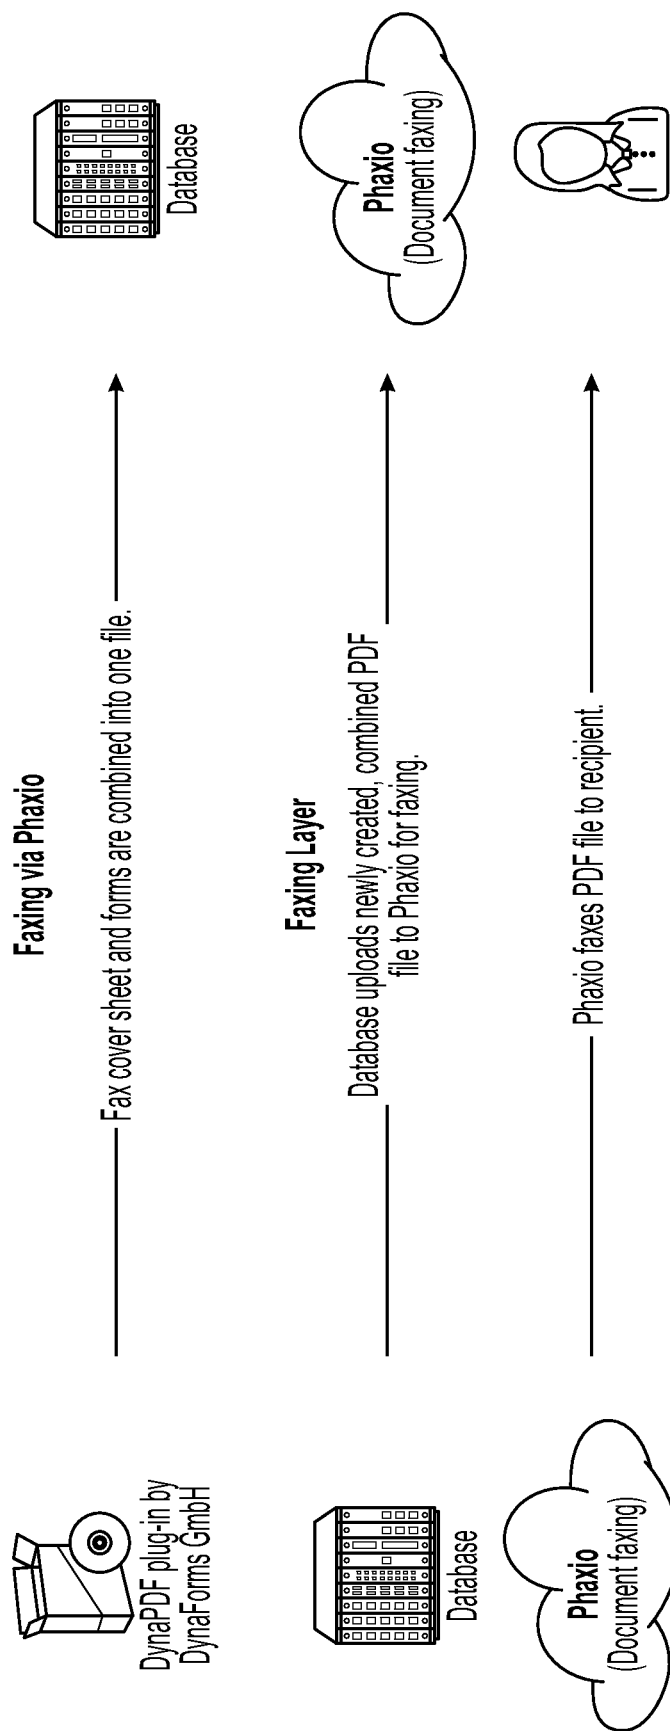 Faxing via Phaxio
DynaPDF plug-in by
DynaForms GmbH
Fax cover sheet and forms are combined into one file.
Database
Faxing Layer
Database
Database uploads newly created, combined PDF
file to Phaxio for faxing.
Phaxio
(Document faxing)
Phaxio
(Document faxing)
Phaxio faxes PDF file to recipient.